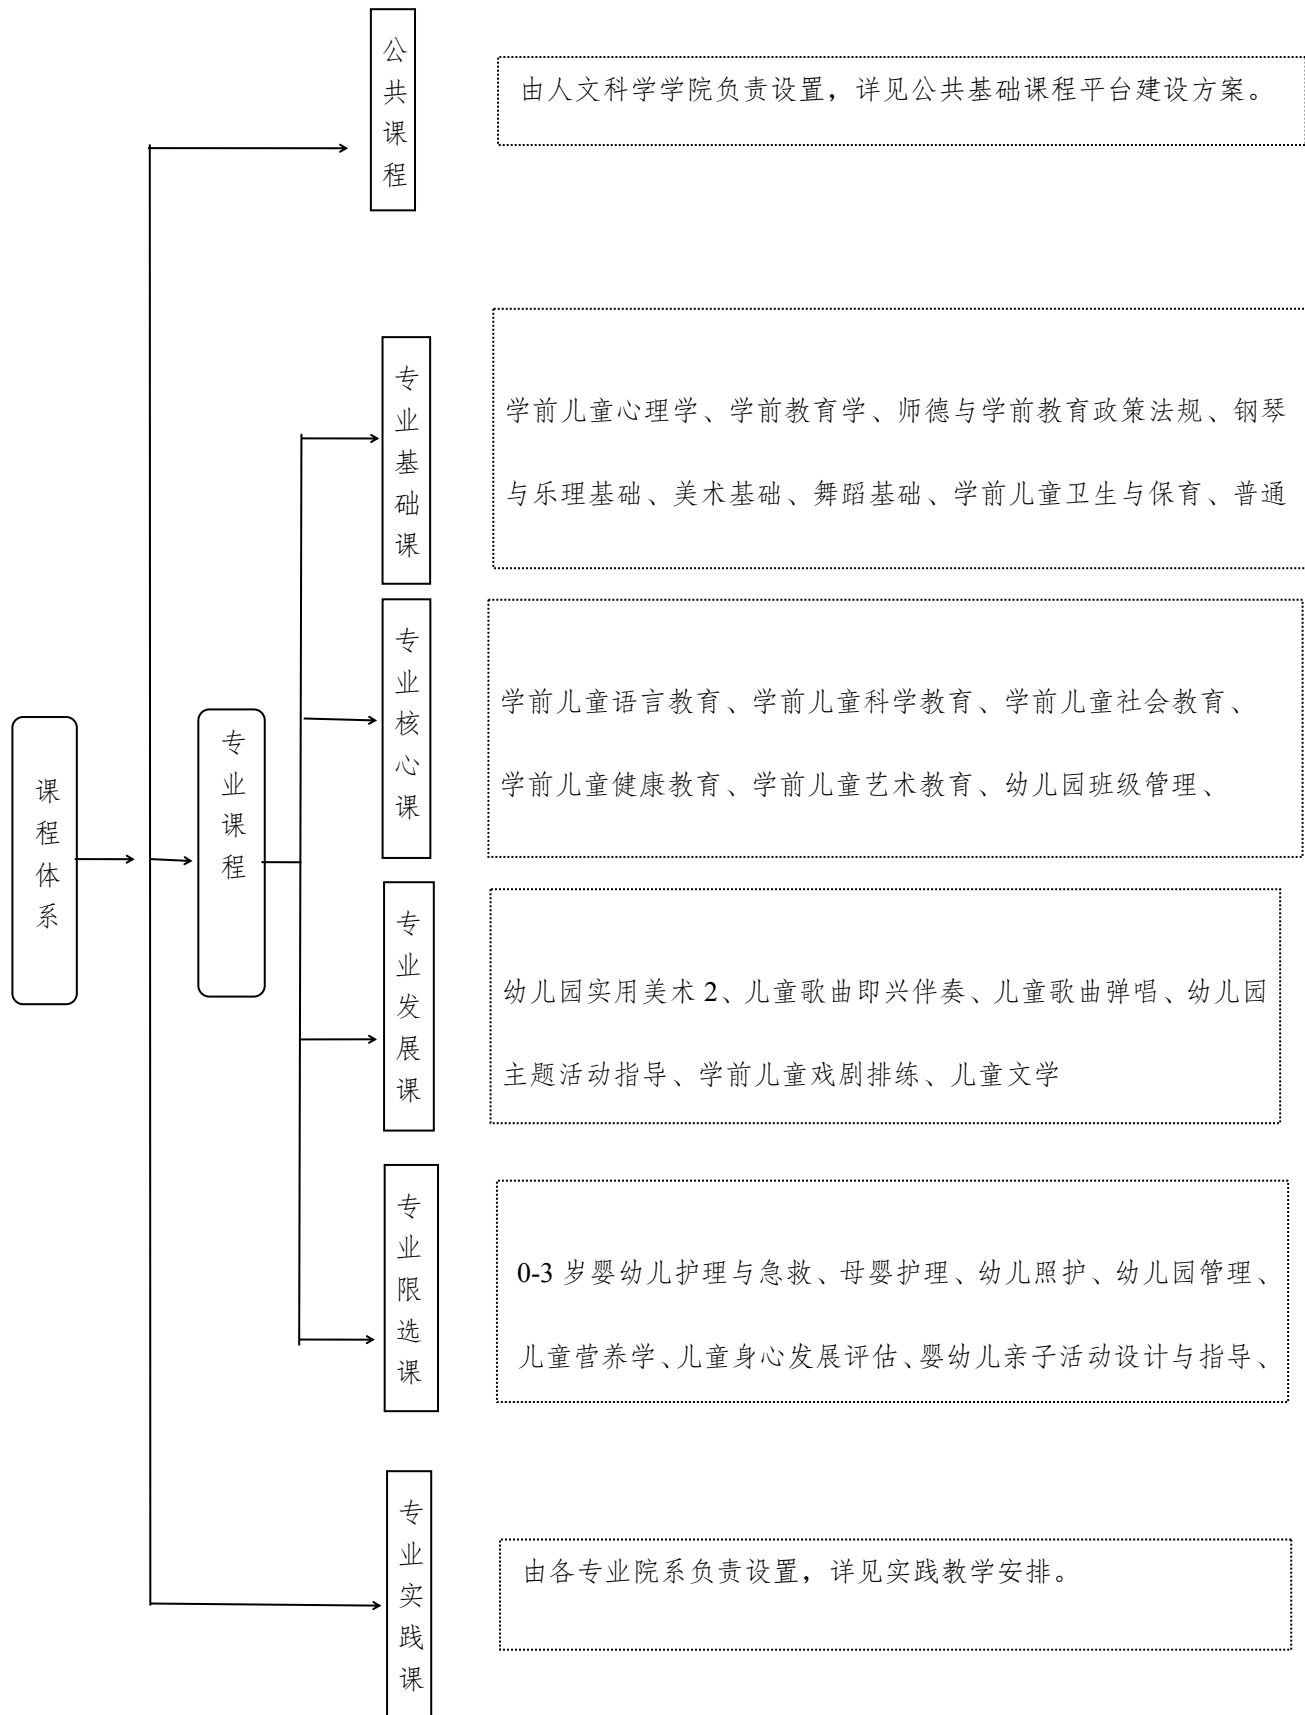 公共课程
由人文科学学院负责设置，详见公共基础课程平台建设方案。
专业基础课
学前儿童心理学、学前教育学、师德与学前教育政策法规、钢琴
与乐理基础、美术基础、舞蹈基础、学前儿童卫生与保育、普通
专业核心课
学前儿童语言教育、学前儿童科学教育、学前儿童社会教育、
学前儿童健康教育、学前儿童艺术教育、幼儿园班级管理、
课程体系
专业课程
专业发展课
幼儿园实用美术 2、儿童歌曲即兴伴奏、儿童歌曲弹唱、幼儿园
主题活动指导、学前儿童戏剧排练、儿童文学
专业限选课
0-3 岁婴幼儿护理与急救、母婴护理、幼儿照护、幼儿园管理、
儿童营养学、儿童身心发展评估、婴幼儿亲子活动设计与指导、
专业实践课
由各专业院系负责设置，详见实践教学安排。